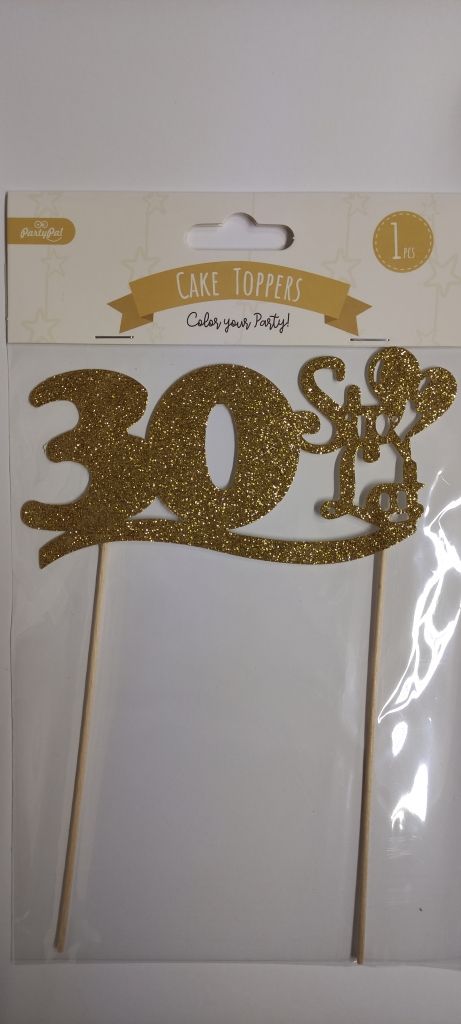 PartyPal
1 PCS
CAKE TOPPERS
Color your Party!
30